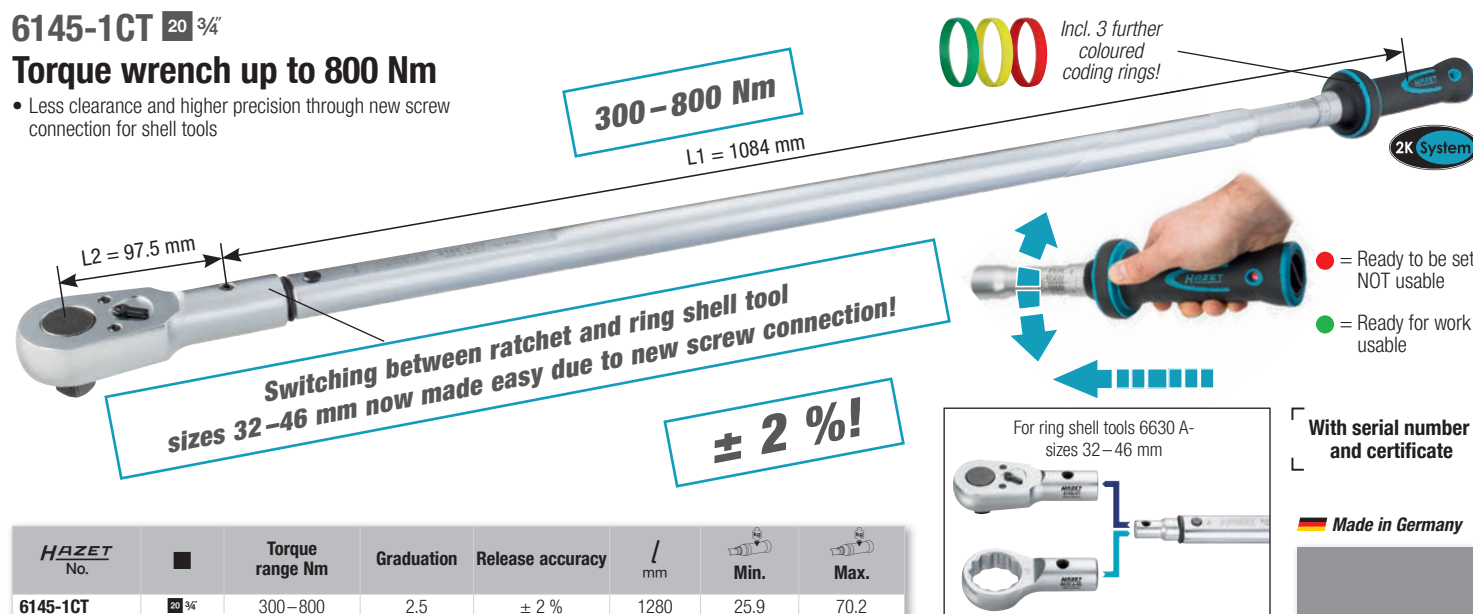 6145-1CT 20 ¾"
Torque wrench up to 800 Nm
• Less clearance and higher precision through new screw
connection for shell tools
300–800 Nm
Incl. 3 further
coloured
coding rings!
L1 = 1084 mm
L2 = 97.5 mm
HAZET
2K System
Switching between ratchet and ring shell tool
sizes 32–46 mm now made easy due to new screw connection!
± 2 %!
HAZET
= Ready to be set
NOT usable
= Ready for work
usable
For ring shell tools 6630 A-
sizes 32–46 mm
HAZET
HAZET
With serial number
and certificate
Made in Germany
HAZET No. ■ Torque range Nm Graduation Release accuracy l mm kg Min. kg Max.
6145-1CT 20 ¾" 300–800 2.5 ± 2 % 1280 25.9 70.2